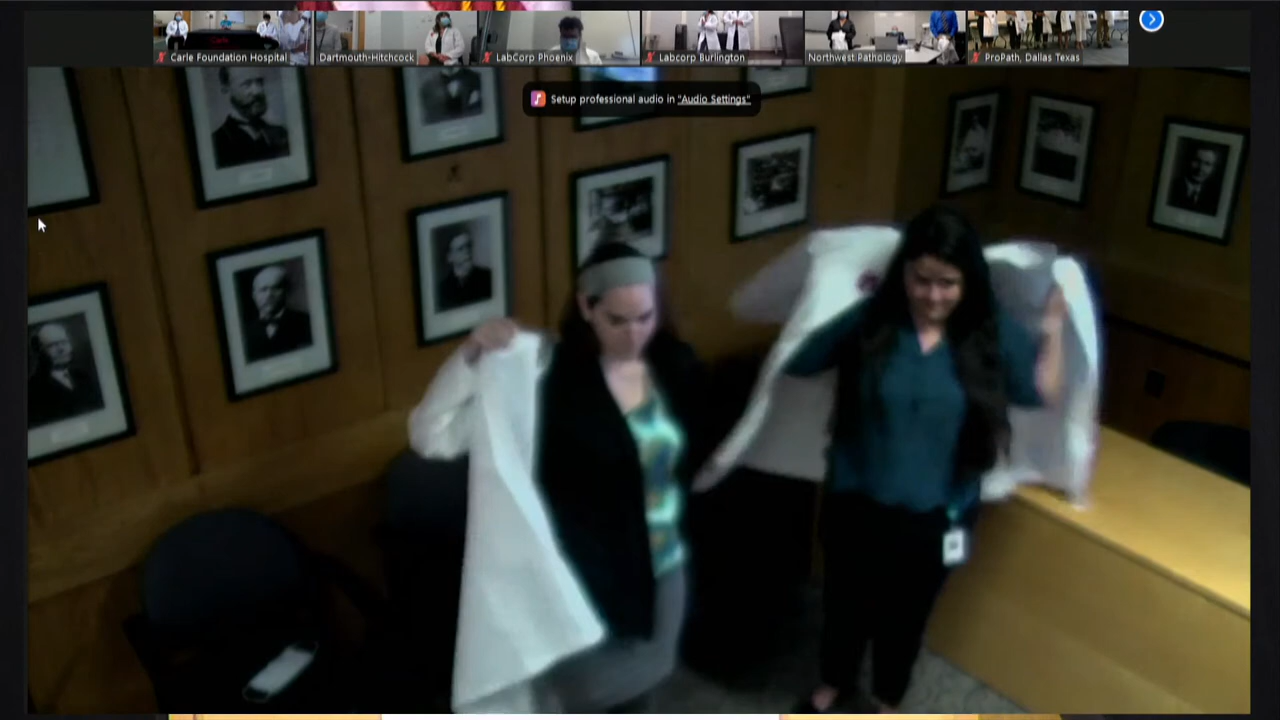 Carle Foundation Hospital
Dartmouth-Hitchcock
LabCorp Phoenix
Labcorp Burlington
Northwest Pathology
ProPath, Dallas Texas
Setup professional audio in "Audio Settings"